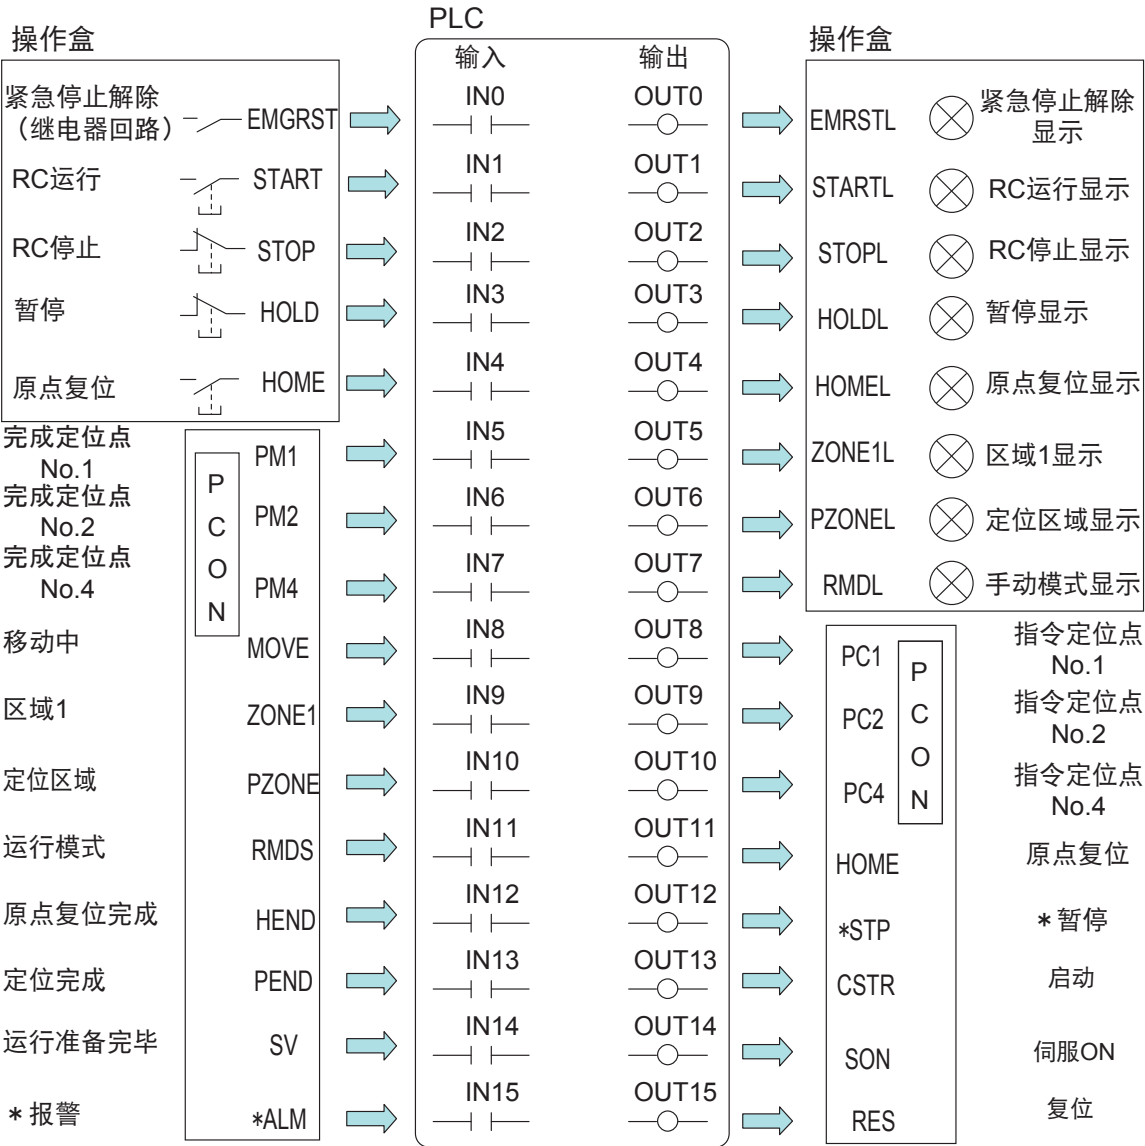 PLC
操作盒
操作盒
输入 输出
紧急停止解除
（继电器回路） EMGRST IN0 OUT0 EMRSTL 紧急停止解除
显示
RC运行 START IN1 OUT1 STARTL RC运行显示
RC停止 STOP IN2 OUT2 STOPL RC停止显示
暂停 HOLD IN3 OUT3 HOLDL 暂停显示
原点复位 HOME IN4 OUT4 HOMEL 原点复位显示
完成定位点
No.1 PM1 IN5 OUT5 ZONE1L 区域1显示
完成定位点
No.2 PM2 IN6 OUT6 PZONEL 定位区域显示
完成定位点
No.4 PM4 IN7 OUT7 RMDL 手动模式显示
PCON
移动中 MOVE IN8 OUT8 PC1 指令定位点
No.1
区域1 ZONE1 IN9 OUT9 PC2 指令定位点
No.2
定位区域 PZONE IN10 OUT10 PC4 指令定位点
No.4
PCON
运行模式 RMDS IN11 OUT11 HOME 原点复位
原点复位完成 HEND IN12 OUT12 *STP *暂停
定位完成 PEND IN13 OUT13 CSTR 启动
运行准备完毕 SV IN14 OUT14 SON 伺服ON
*报警 *ALM IN15 OUT15 RES 复位